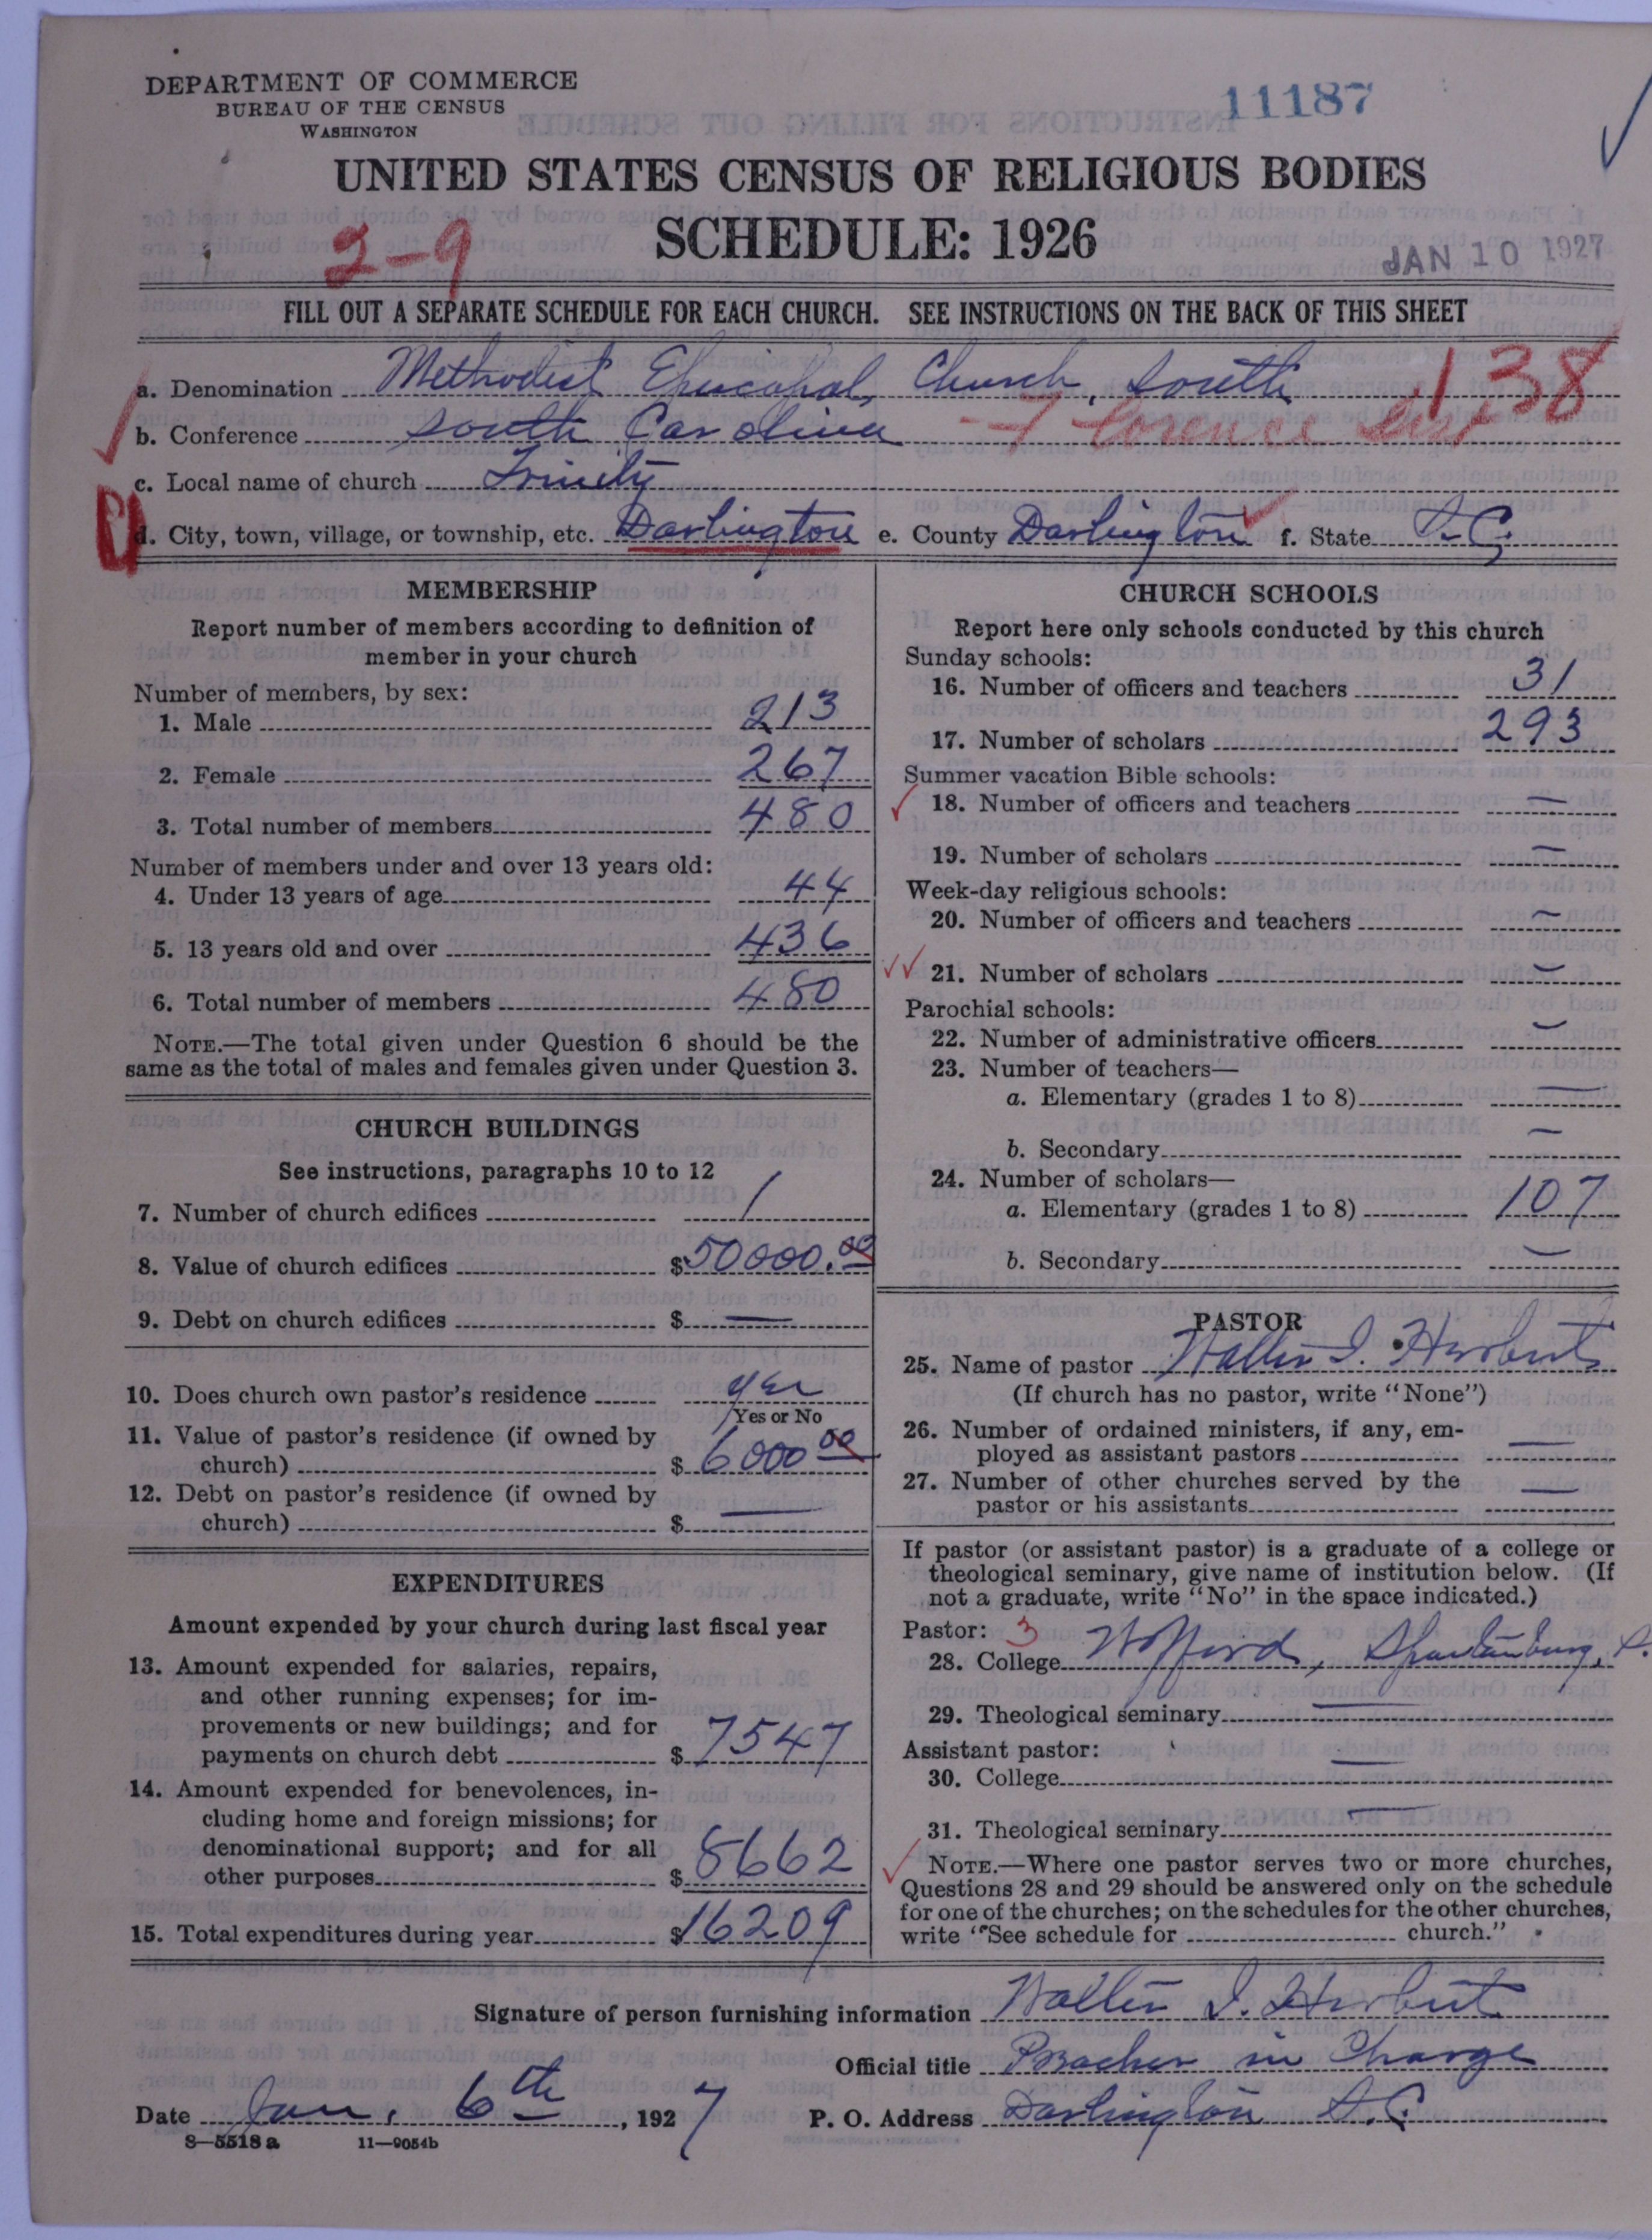 DEPARTMENT OF COMMERCE
BUREAU OF THE CENSUS
WASHINGTON
11187
UNITED STATES CENSUS OF RELIGIOUS BODIES
SCHEDULE: 1926
2-9
JAN 10 1927
FILL OUT A SEPARATE SCHEDULE FOR EACH CHURCH. SEE INSTRUCTIONS ON THE BACK OF THIS SHEET
138
a. Denomination Methodist Episcopal, Church, South
b. Conference South Carolina - Florence Dist
c. Local name of church Trinity
d. City, town, village, or township, etc. Darlington e. County Darlington f. State S.C.
MEMBERSHIP
Report number of members according to definition of
member in your church
Number of members, by sex:
1. Male 213
2. Female 267
3. Total number of members 480
Number of members under and over 13 years old:
4. Under 13 years of age 44
5. 13 years old and over 436
6. Total number of members 480
NOTE.—The total given under Question 6 should be the
same as the total of males and females given under Question 3.
CHURCH BUILDINGS
See instructions, paragraphs 10 to 12
7. Number of church edifices 1
8. Value of church edifices $50000.00
9. Debt on church edifices $ —
10. Does church own pastor's residence yes
Yes or No
11. Value of pastor's residence (if owned by
church) $ 6000 00
12. Debt on pastor's residence (if owned by
church) $ —
EXPENDITURES
Amount expended by your church during last fiscal year
13. Amount expended for salaries, repairs,
and other running expenses; for im-
provements or new buildings; and for
payments on church debt $ 7547
14. Amount expended for benevolences, in-
cluding home and foreign missions; for
denominational support; and for all
other purposes $ 8662
15. Total expenditures during year $16209
CHURCH SCHOOLS
Report here only schools conducted by this church
Sunday schools:
16. Number of officers and teachers 31
17. Number of scholars 293
Summer vacation Bible schools:
18. Number of officers and teachers —
19. Number of scholars —
Week-day religious schools:
20. Number of officers and teachers —
21. Number of scholars —
Parochial schools:
22. Number of administrative officers —
23. Number of teachers—
a. Elementary (grades 1 to 8) —
b. Secondary —
24. Number of scholars—
a. Elementary (grades 1 to 8) 107
b. Secondary —
PASTOR
25. Name of pastor Walter I. Herbert
(If church has no pastor, write "None")
26. Number of ordained ministers, if any, em-
ployed as assistant pastors —
27. Number of other churches served by the
pastor or his assistants —
If pastor (or assistant pastor) is a graduate of a college or
theological seminary, give name of institution below. (If
not a graduate, write "No" in the space indicated.)
Pastor: 3
28. College Wofford, Spartanburg, S.
29. Theological seminary —
Assistant pastor:
30. College —
31. Theological seminary —
NOTE.—Where one pastor serves two or more churches,
Questions 28 and 29 should be answered only on the schedule
for one of the churches; on the schedules for the other churches,
write "See schedule for church."
Signature of person furnishing information Walter I. Herbert
Official title Preacher in Charge
Date Jan. 6th, 1927 P. O. Address Darlington S.C.
8—5518 a 11—9054b